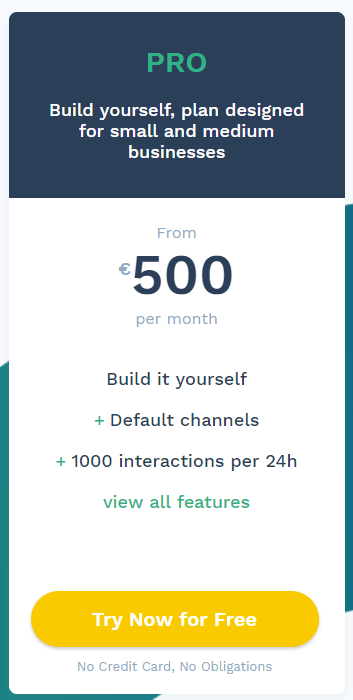 PRO
Build yourself, plan designed
for small and medium
businesses
From
€500
per month
Build it yourself
+ Default channels
+ 1000 interactions per 24h
view all features
Try Now for Free
No Credit Card, No Obligations